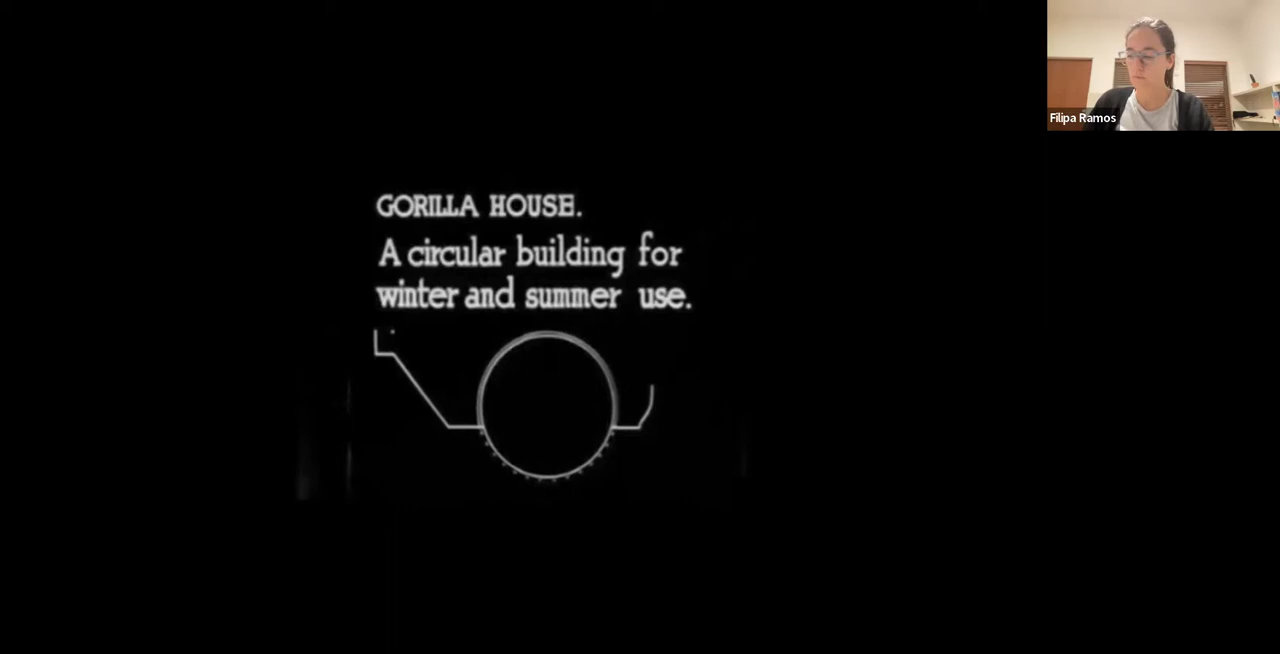 Filipa Ramos
GORILLA HOUSE.
A circular building for
winter and summer use.